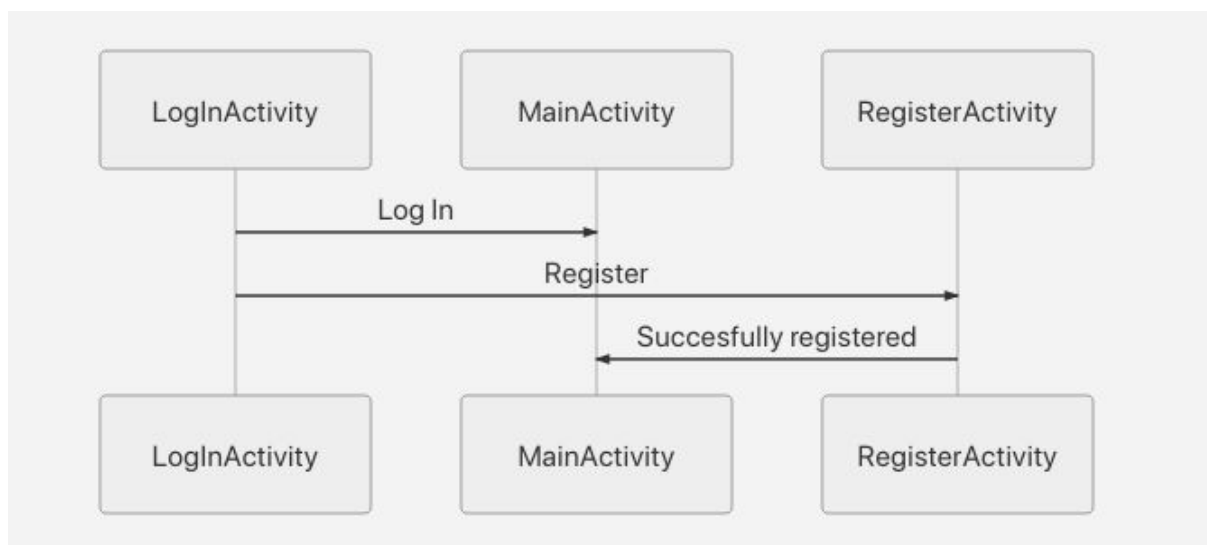 LogInActivity
MainActivity
RegisterActivity
Log In
Register
Succesfully registered
LogInActivity
MainActivity
RegisterActivity